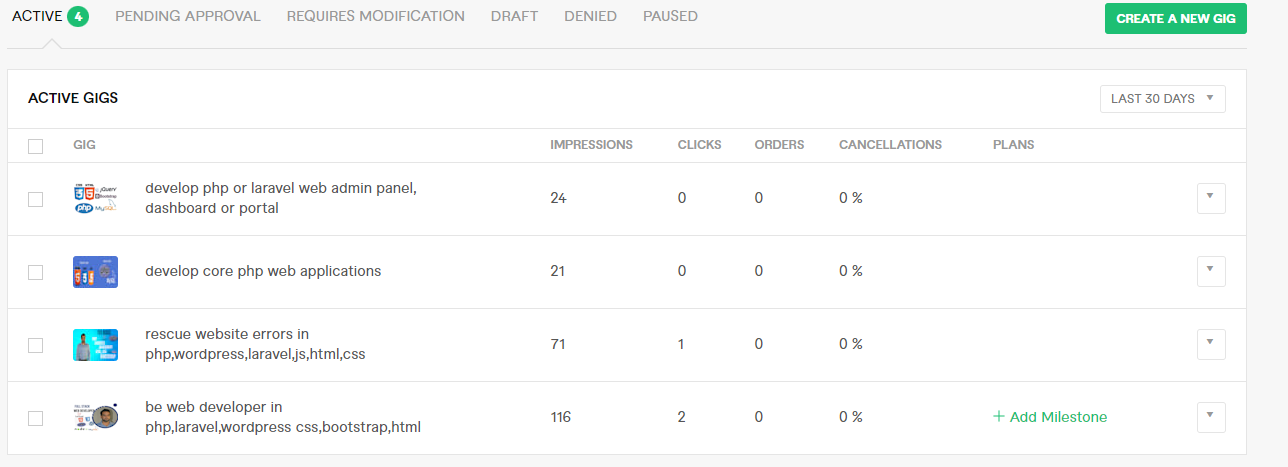 ACTIVE 4 PENDING APPROVAL REQUIRES MODIFICATION DRAFT DENIED PAUSED CREATE A NEW GIG
ACTIVE GIGS LAST 30 DAYS
GIG IMPRESSIONS CLICKS ORDERS CANCELLATIONS PLANS
develop php or laravel web admin panel,
dashboard or portal
24 0 0 0 %
develop core php web applications 21 0 0 0 %
rescue website errors in
php,wordpress,laravel,js,html,css
71 1 0 0 %
be web developer in
php,laravel,wordpress css,bootstrap,html
116 2 0 0 % + Add Milestone